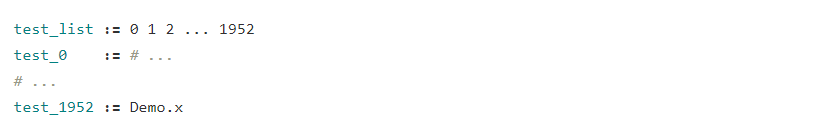 test_list := 0 1 2 ... 1952
test_0    := # ...
# ...
test_1952 := Demo.x